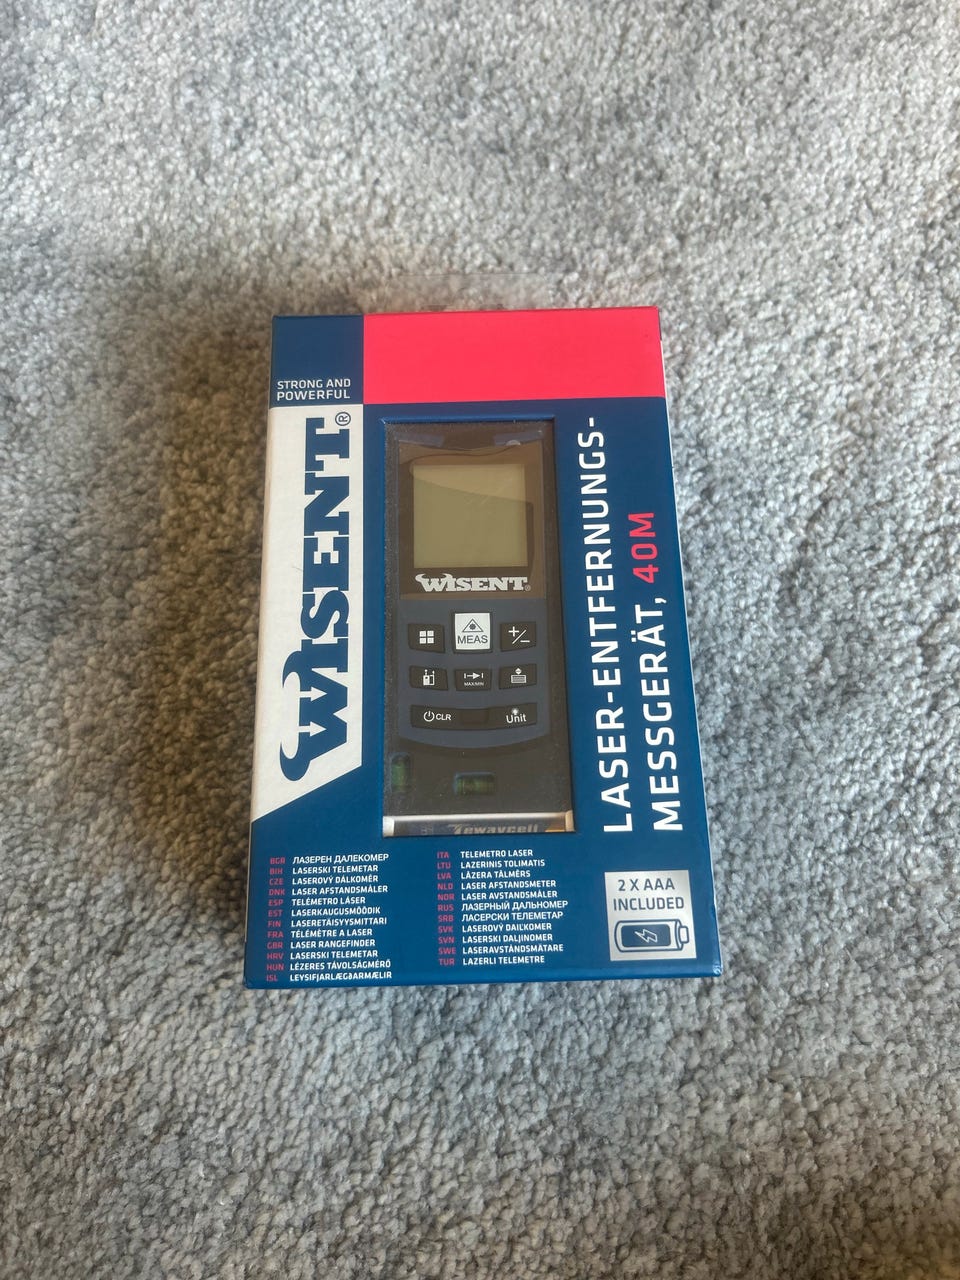 STRONG AND
POWERFUL
WISENT®
LASER-ENTFERNUNGS-
MESSGERÄT, 40M
WISENT®
MEAS
+/-
MAX/MIN
CLR
Unit
Tewaycell
BGR ЛАЗЕРЕН ДАЛЕКОМЕР
BIH LASERSKI TELEMETAR
CZE LASEROVÝ DÁLKOMĚR
DNK LASER AFSTANDSMÅLER
ESP TELÉMETRO LÁSER
EST LASERKAUGUSMÕÕDIK
FIN LASERETÄISYYSMITTARI
FRA TÉLÉMÈTRE A LASER
GBR LASER RANGEFINDER
HRV LASERSKI TELEMETAR
HUN LÉZERES TÁVOLSÁGMÉRŐ
ISL LEYSIFJARLÆGÐARMÆLIR
ITA TELEMETRO LASER
LTU LAZERINIS TOLIMATIS
LVA LĀZERA TĀLMĒRS
NLD LASER AFSTENDMETER
NOR LASER AVSTANDSMÅLER
RUS ЛАЗЕРНЫЙ ДАЛЬНОМЕР
SRB ЛАСЕРСКИ ТЕЛЕМЕТАР
SVK LASEROVÝ DIAĽKOMER
SVN LASERSKI DALJINOMER
SWE LASERAVSTÅNDSMÄTARE
TUR LAZERLI TELEMETRE
2 X AAA
INCLUDED